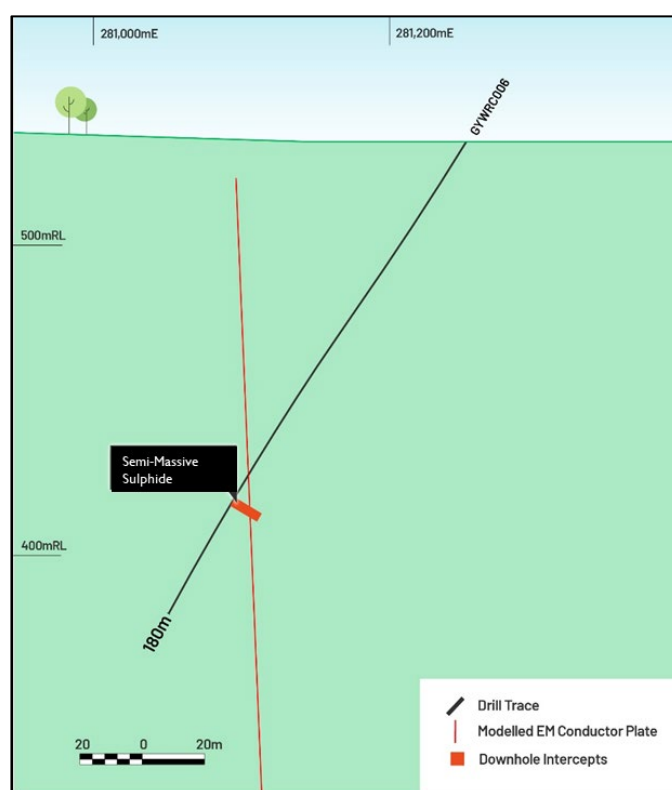 281,000mE
281,200mE
GYWRC006
500mRL
Semi-Massive
Sulphide
400mRL
180m
20 0 20m
Drill Trace
Modelled EM Conductor Plate
Downhole Intercepts